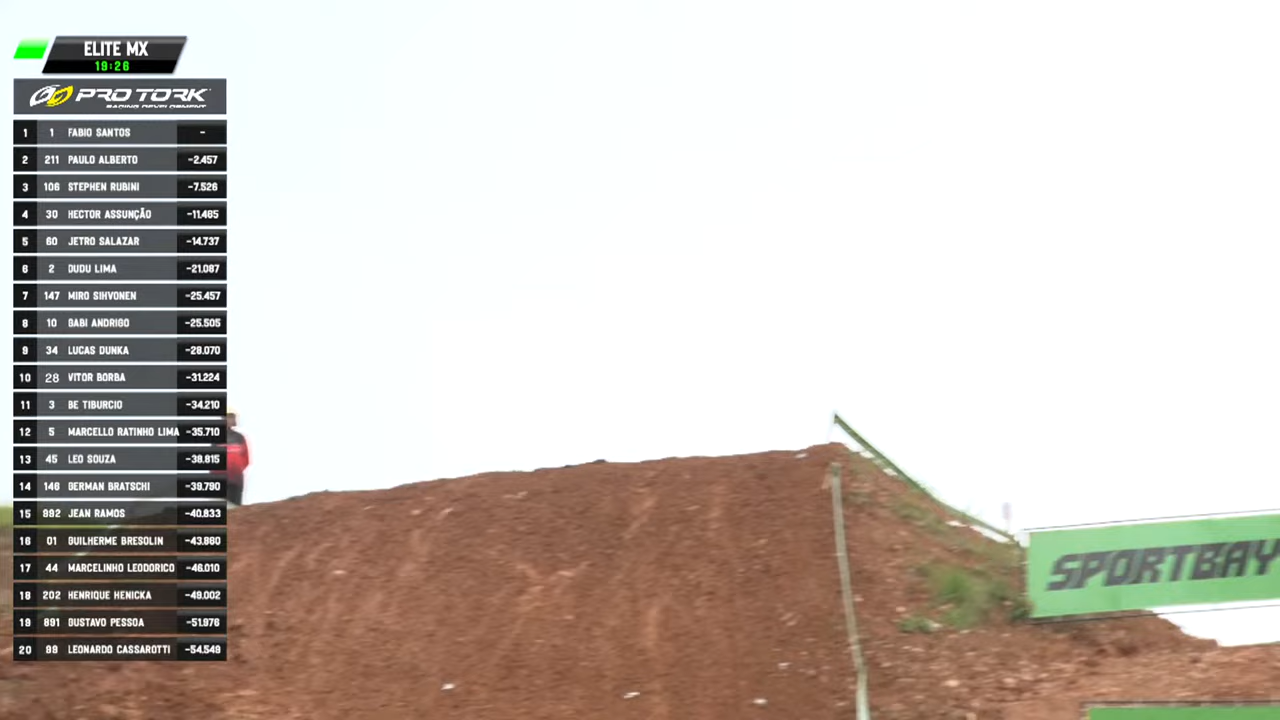 ELITE MX
19:26
PRO TORK
RACING DEVELOPMENT
1 1 FABIO SANTOS -
2 211 PAULO ALBERTO -2.457
3 106 STEPHEN RUBINI -7.526
4 30 HECTOR ASSUNÇÃO -11.465
5 60 JETRO SALAZAR -14.737
6 2 DUDU LIMA -21.087
7 147 MIRO SIHVONEN -25.457
8 10 GABI ANDRIGO -25.505
9 34 LUCAS DUNKA -28.070
10 28 VITOR BORBA -31.224
11 3 BE TIBURCIO -34.210
12 5 MARCELLO RATINHO LIMA -35.710
13 45 LEO SOUZA -38.815
14 146 GERMAN BRATSCHI -39.790
15 992 JEAN RAMOS -40.833
16 01 GUILHERME BRESOLIN -43.880
17 44 MARCELINHO LEODORICO -46.010
18 202 HENRIQUE HENICKA -49.002
19 891 GUSTAVO PESSOA -51.976
20 99 LEONARDO CASSAROTTI -54.549
SPORTBAY